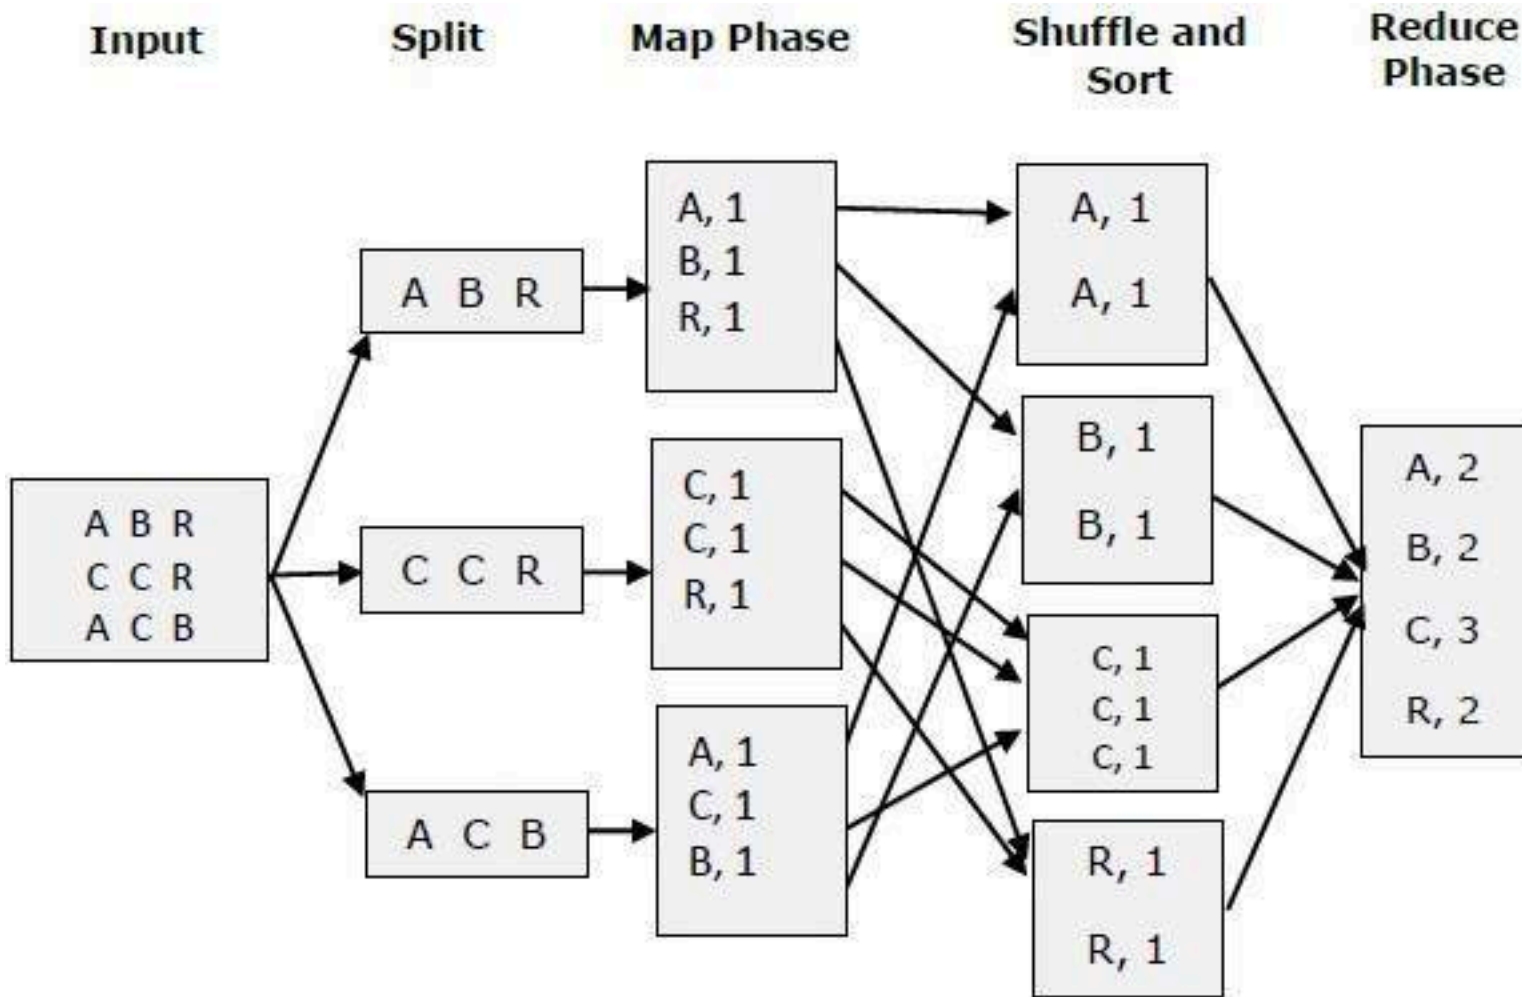 Input
Split
Map Phase
Shuffle and
Sort
Reduce
Phase
A B R
C C R
A C B
A B R
C C R
A C B
A, 1
B, 1
R, 1
C, 1
C, 1
R, 1
A, 1
C, 1
B, 1
A, 1
A, 1
B, 1
B, 1
C, 1
C, 1
C, 1
R, 1
R, 1
A, 2
B, 2
C, 3
R, 2